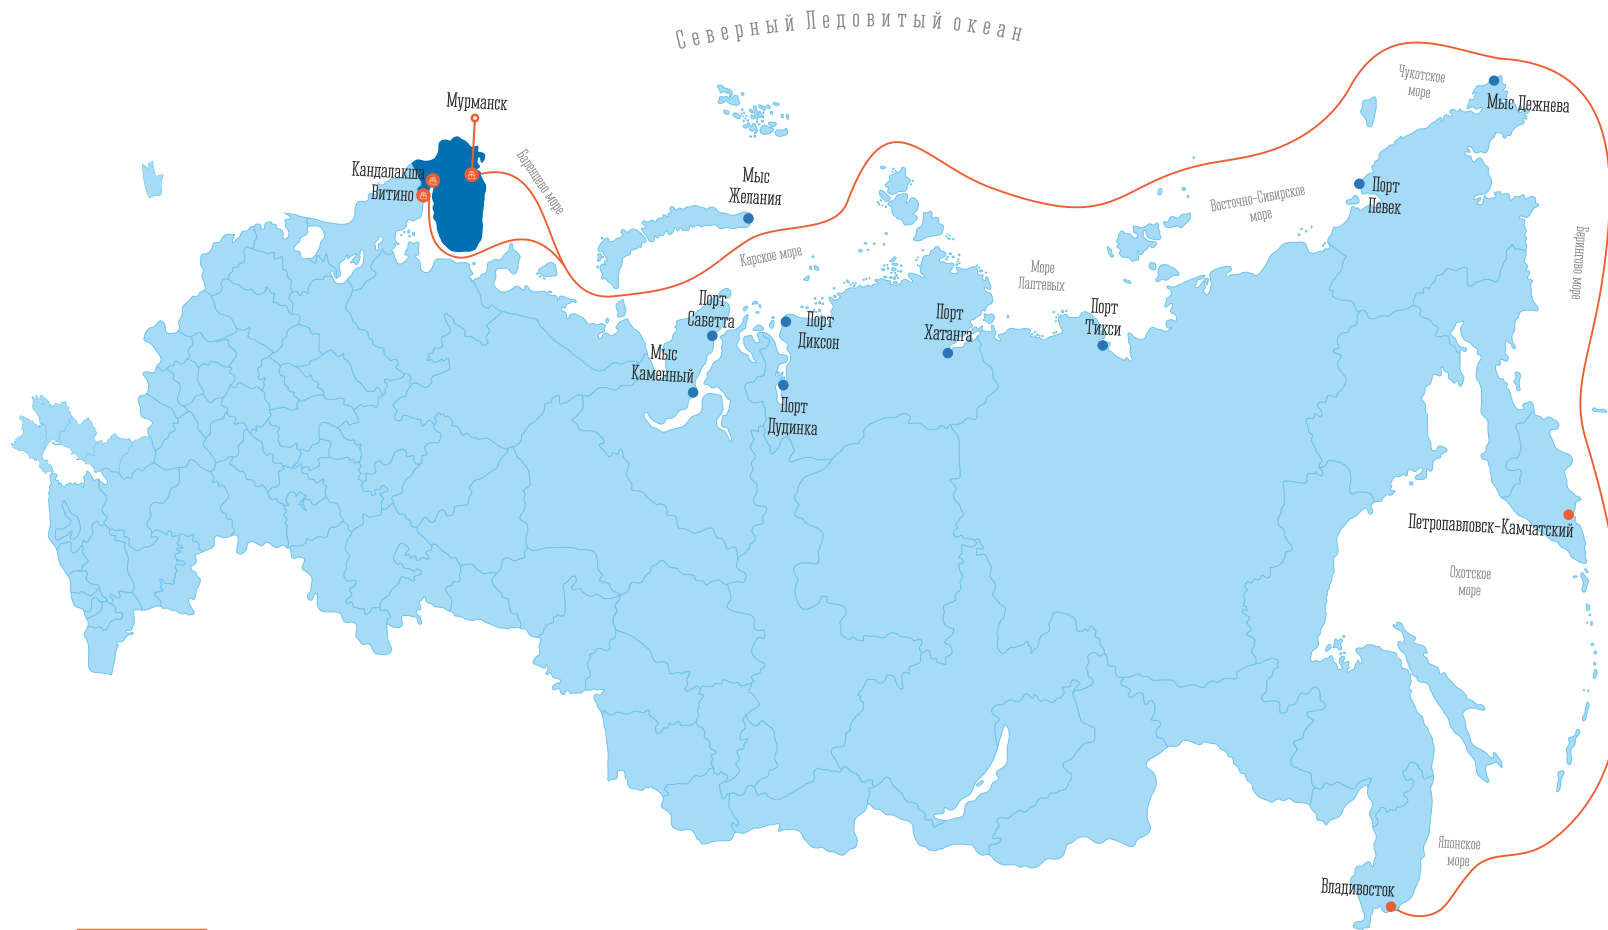 Северный Ледовитый океан
Чукотское
море
Мыс Дежнева
Мурманск
Кандалакша
Витино
Баренцево море
Мыс
Желания
Порт
Певек
Восточно-Сибирское
море
Берингово море
Карское море
Море
Лаптевых
Порт
Сабетта
Порт
Диксон
Порт
Хатанга
Порт
Тикси
Мыс
Каменный
Порт
Дудинка
Петропавловск-Камчатский
Охотское
море
Японское
море
Владивосток